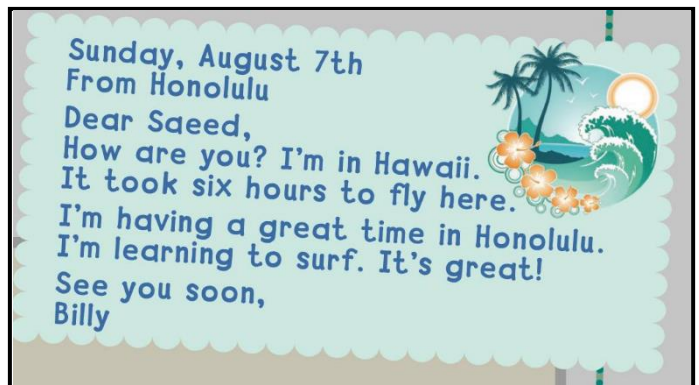 Sunday, August 7th
From Honolulu
Dear Saeed,
How are you? I'm in Hawaii.
It took six hours to fly here.
I'm having a great time in Honolulu.
I'm learning to surf. It's great!
See you soon,
Billy